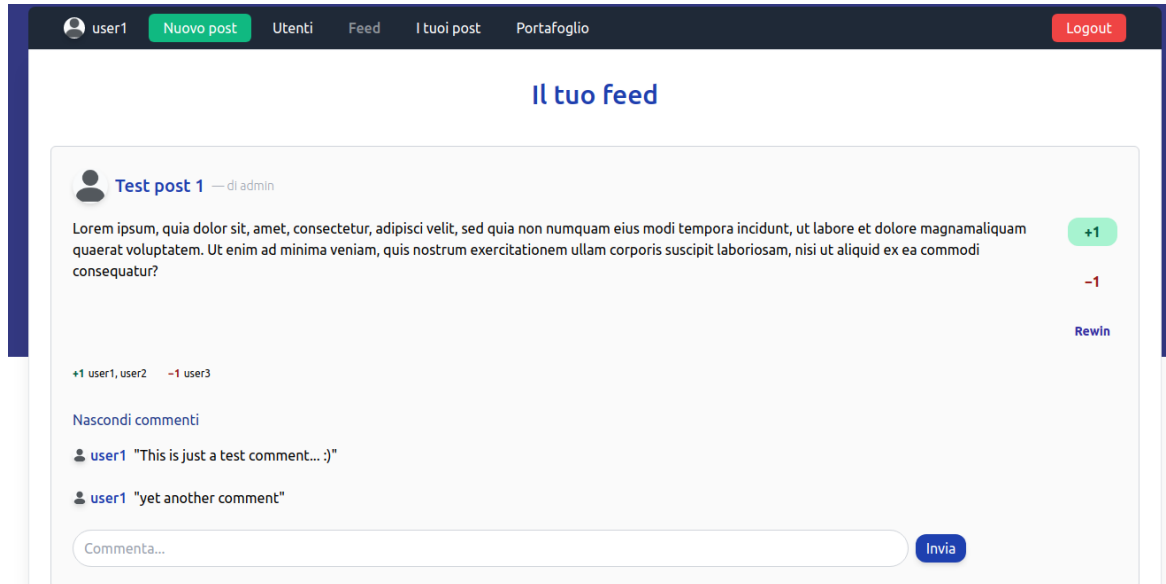 user1 Nuovo post Utenti Feed I tuoi post Portafoglio Logout
Il tuo feed
Test post 1 — di admin
Lorem ipsum, quia dolor sit, amet, consectetur, adipisci velit, sed quia non numquam eius modi tempora incidunt, ut labore et dolore magnamaliquam
quaerat voluptatem. Ut enim ad minima veniam, quis nostrum exercitationem ullam corporis suscipit laboriosam, nisi ut aliquid ex ea commodi
consequatur?
+1
−1
Rewin
+1 user1, user2 −1 user3
Nascondi commenti
user1 "This is just a test comment... :)"
user1 "yet another comment"
Commenta... Invia